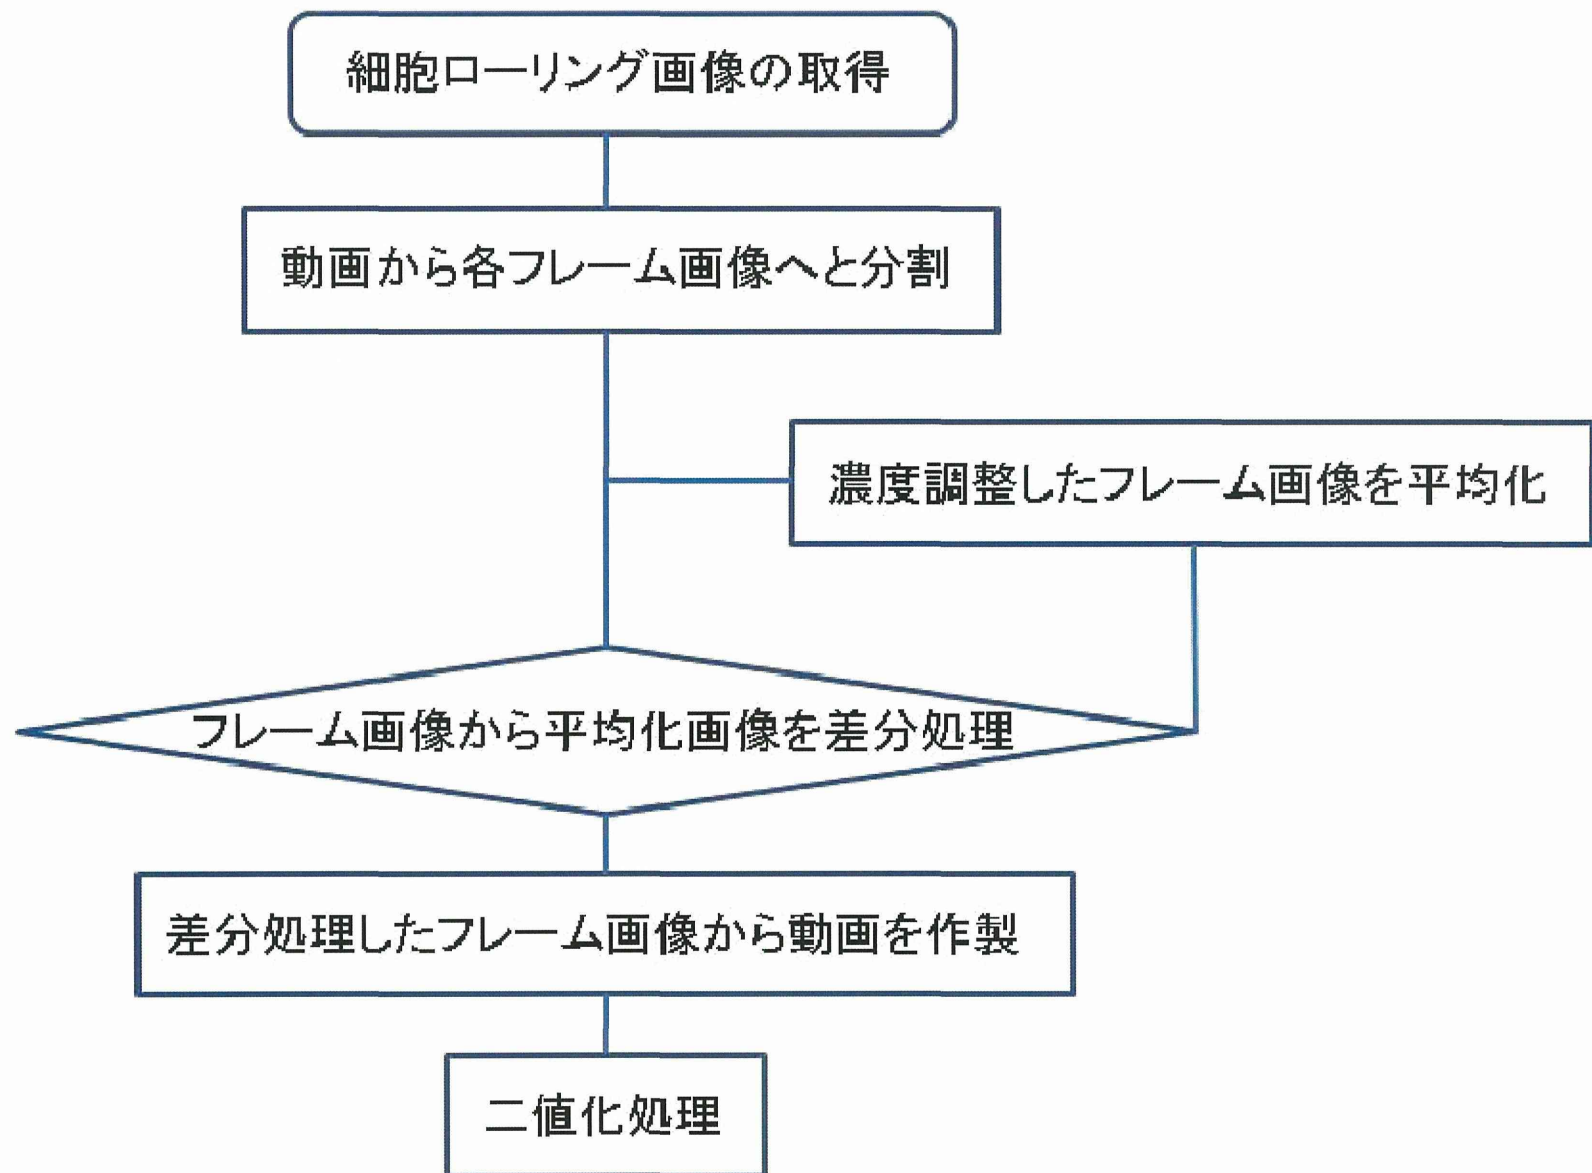 細胞ローリング画像の取得
動画から各フレーム画像へと分割
濃度調整したフレーム画像を平均化
フレーム画像から平均化画像を差分処理
差分処理したフレーム画像から動画を作製
二値化処理